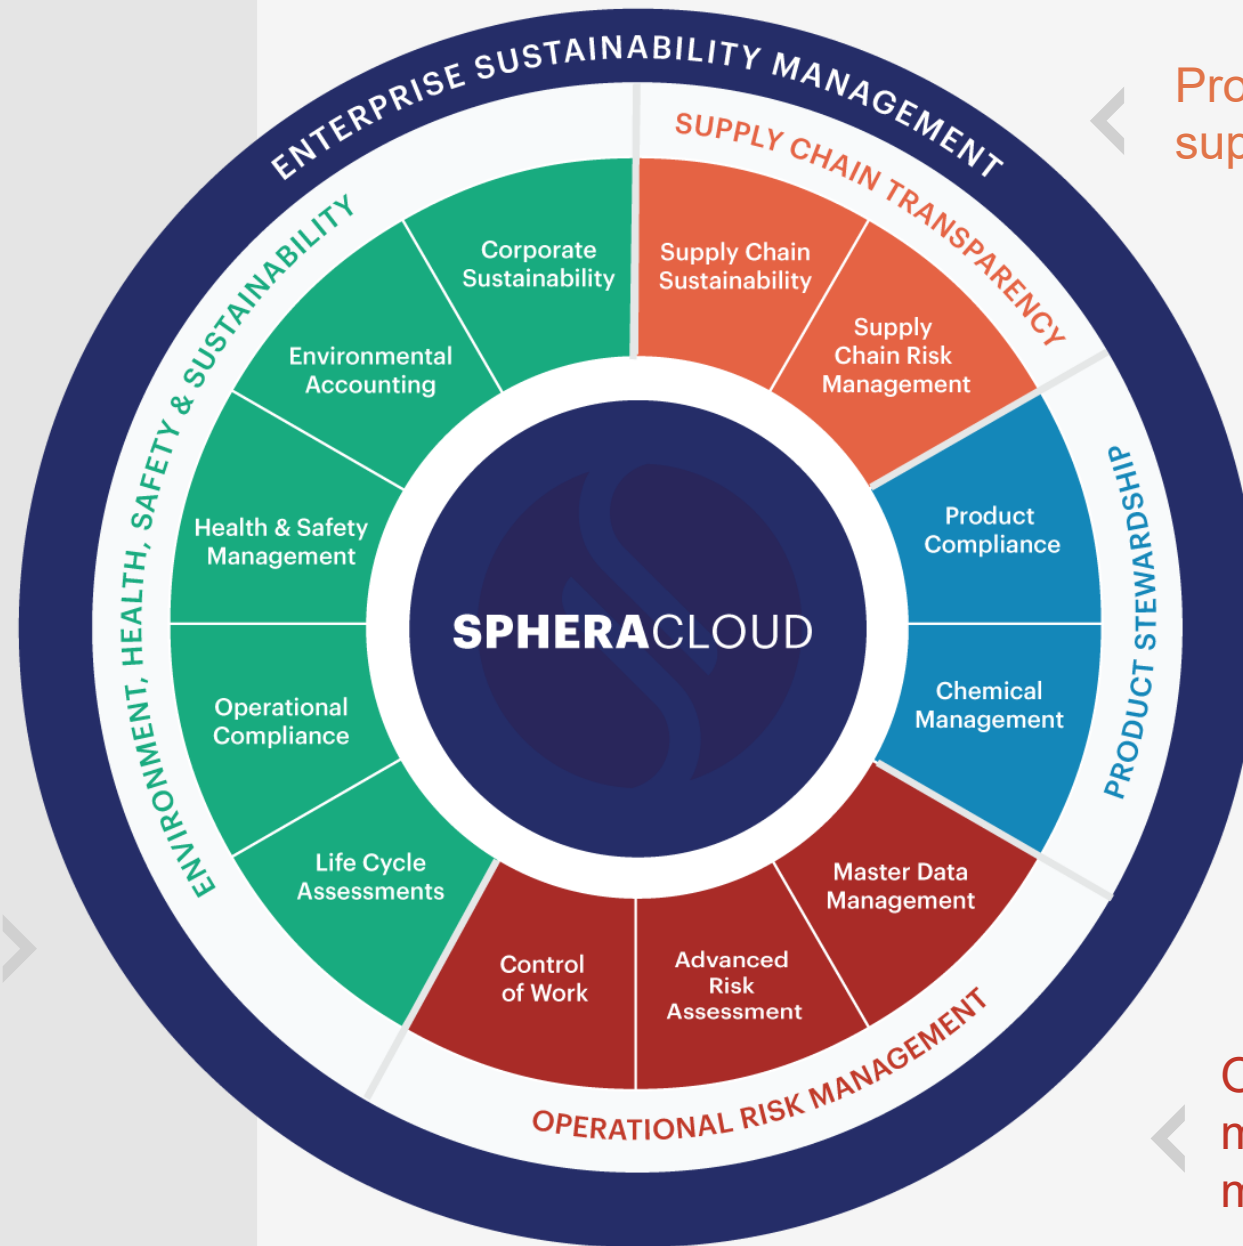 ENTERPRISE SUSTAINABILITY MANAGEMENT
SUPPLY CHAIN TRANSPARENCY
Supply Chain
Sustainability
Supply
Chain Risk
Management
PRODUCT STEWARDSHIP
Product
Compliance
Chemical
Management
OPERATIONAL RISK MANAGEMENT
Master Data
Management
Advanced
Risk
Assessment
Control
of Work
ENVIRONMENT, HEALTH, SAFETY & SUSTAINABILITY
Life Cycle
Assessments
Operational
Compliance
Health & Safety
Management
Environmental
Accounting
Corporate
Sustainability
SPHERACLOUD